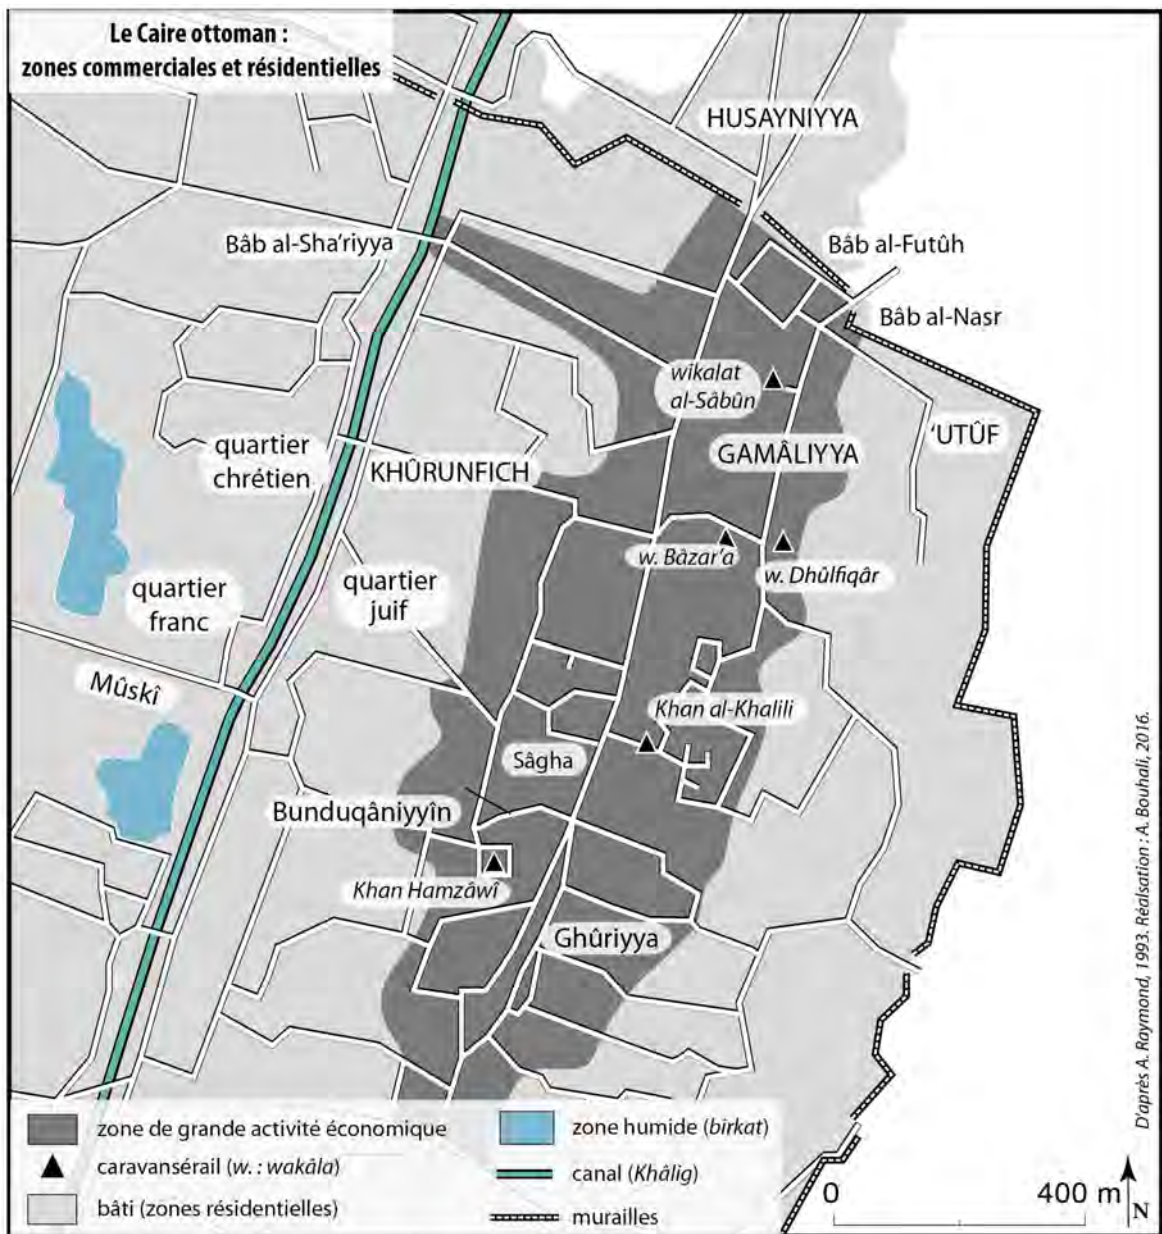 Le Caire ottoman :
zones commerciales et résidentielles
HUSAYNIYYA
Bâb al-Sha'riyya
Bâb al-Futûh
Bâb al-Nasr
wikalat
al-Sâbûn
'UTÛF
GAMÂLIYYA
quartier
chrétien
KHÛRUNFICH
w. Bâzar'a
w. Dhûlfiqâr
quartier
franc
quartier
juif
Mûskî
Khan al-Khalili
Sâgha
Bunduqâniyyîn
Khan Hamzâwî
Ghûriyya
D'après A. Raymond, 1993. Réalsation : A. Bouhali, 2016.
zone de grande activité économique
caravansérail (w. : wakâla)
bâti (zones résidentielles)
zone humide (birkat)
canal (Khâlig)
murailles
0 400 m
N